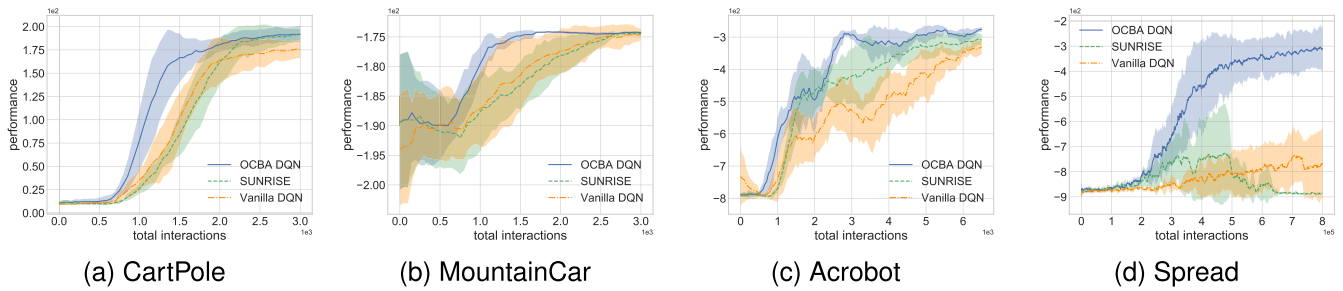 1e2
2.00
1.75
1.50
1.25
1.00
0.75
0.50
0.25
0.00
performance
OCBA DQN
SUNRISE
Vanilla DQN
0.0 0.5 1.0 1.5 2.0 2.5 3.0
total interactions
1e3
(a) CartPole
1e2
−1.75
−1.80
−1.85
−1.90
−1.95
−2.00
performance
OCBA DQN
SUNRISE
Vanilla DQN
0.0 0.5 1.0 1.5 2.0 2.5 3.0
total interactions
1e3
(b) MountainCar
1e2
−3
−4
−5
−6
−7
−8
performance
OCBA DQN
SUNRISE
Vanilla DQN
0 1 2 3 4 5 6
total interactions
1e3
(c) Acrobot
1e2
−2
−3
−4
−5
−6
−7
−8
−9
performance
OCBA DQN
SUNRISE
Vanilla DQN
0 1 2 3 4 5 6 7 8
total interactions
1e5
(d) Spread